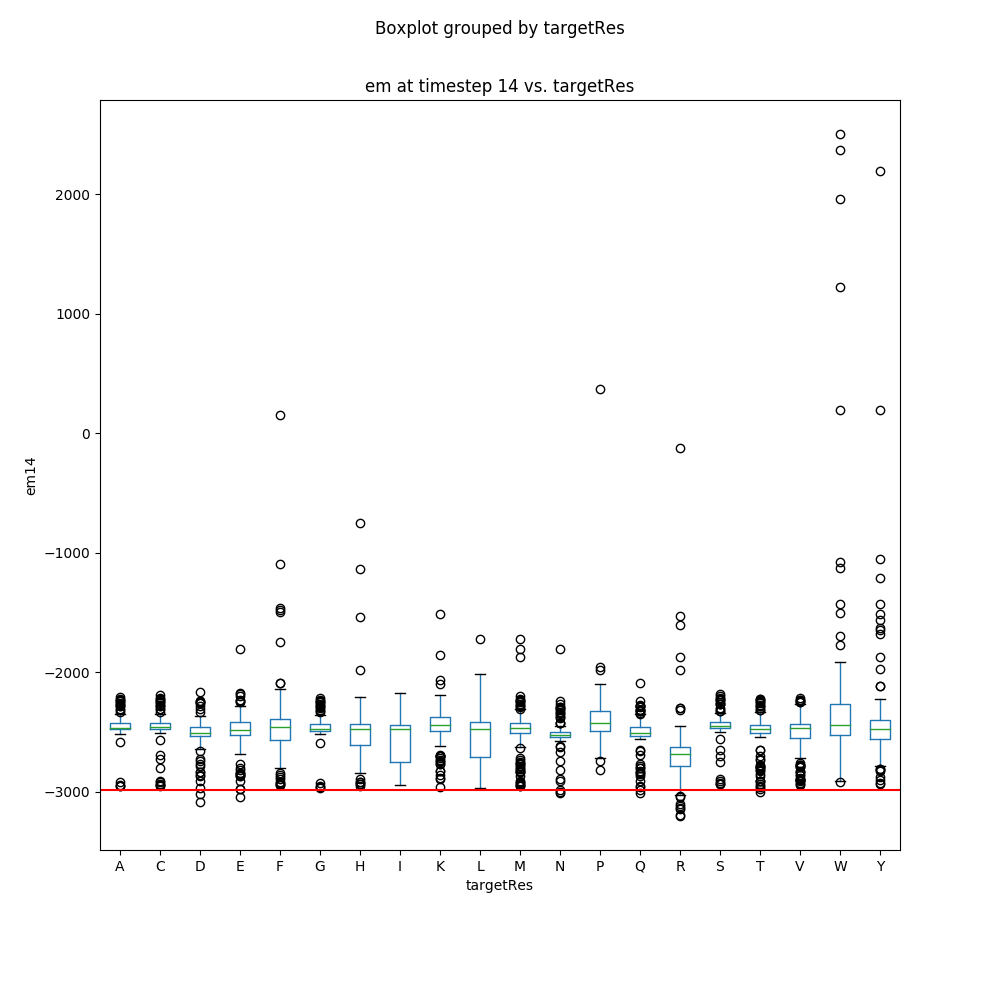 Boxplot grouped by targetRes
em at timestep 14 vs. targetRes
2000
1000
0
−1000
−2000
−3000
em14
A C D E F G H I K L M N P Q R S T V W Y
targetRes